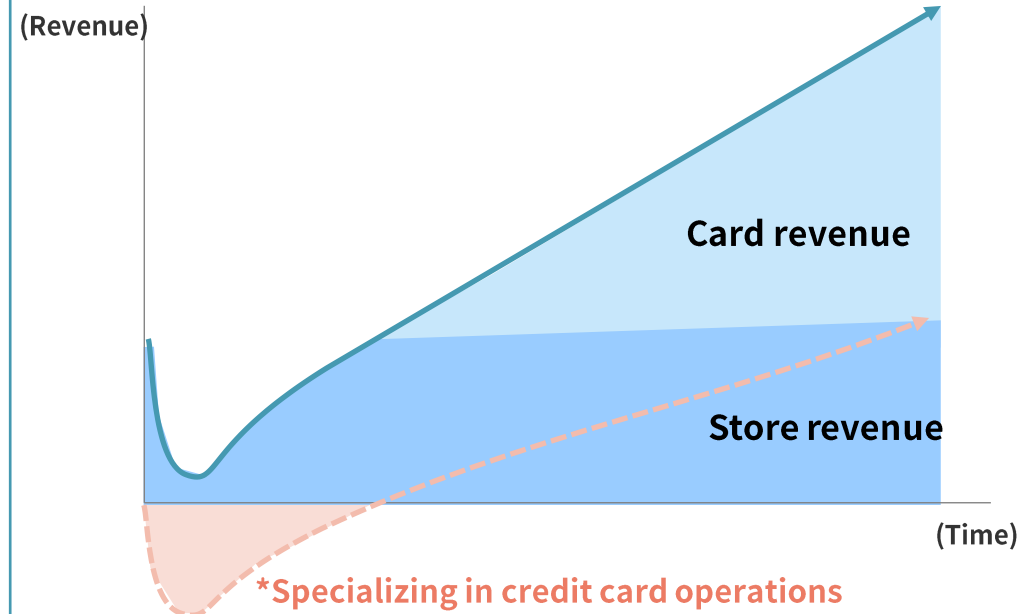 (Revenue)
Card revenue
Store revenue
(Time)
*Specializing in credit card operations